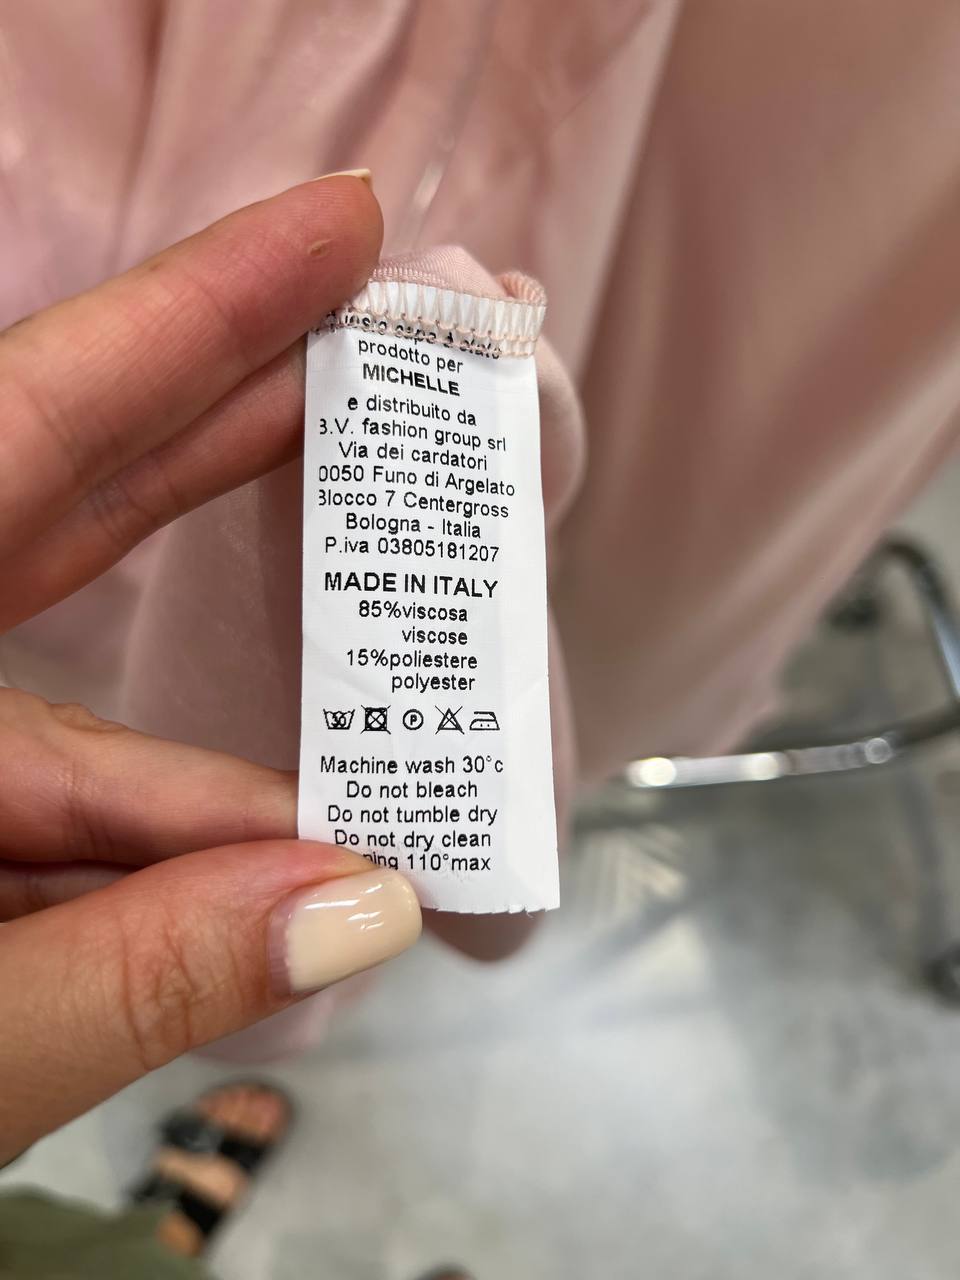 prodotto per
MICHELLE
e distribuito da
.V. fashion group srl
Via dei cardatori
0050 Funo di Argelato
locco 7 Centergross
Bologna - Italia
P.iva 03805181207
MADE IN ITALY
85%viscosa
viscose
15%poliestere
polyester
30 P
Machine wash 30°c
Do not bleach
Do not tumble dry
Do not dry clean
110°max